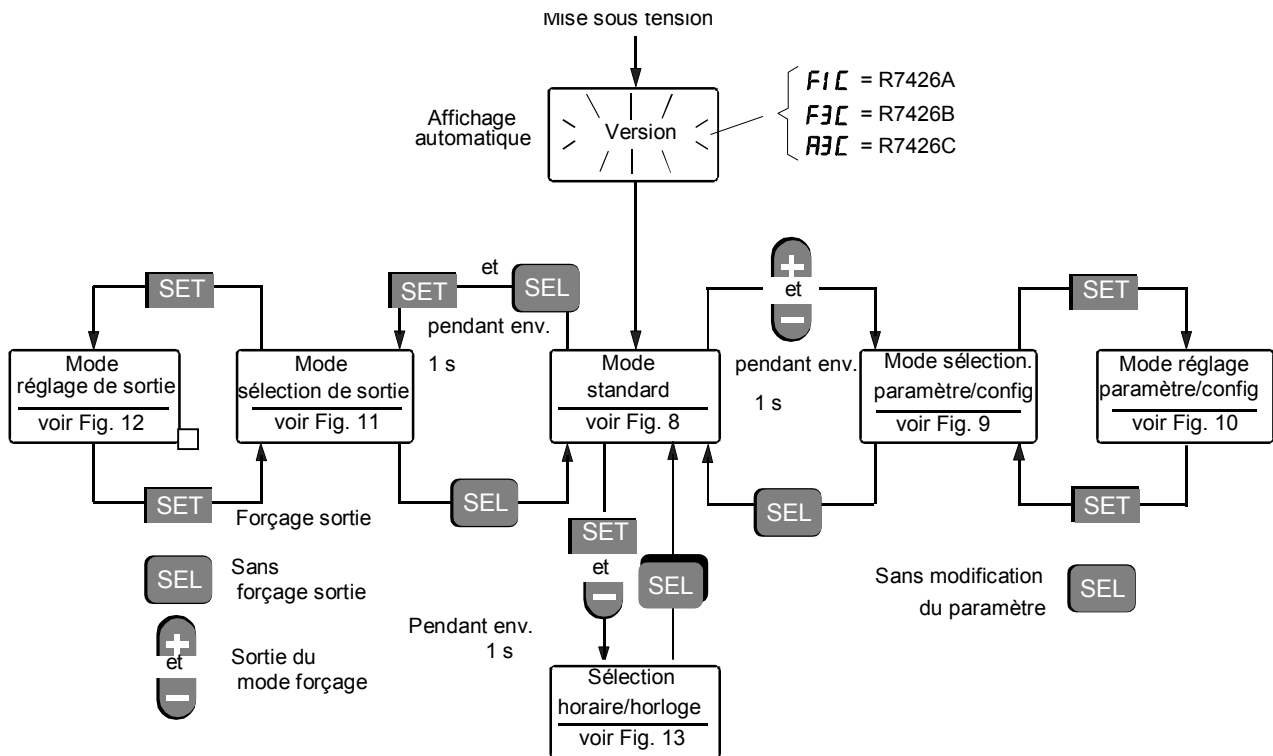 Mise sous tension
Affichage
automatique
Version
F1C = R7426A
F3C = R7426B
A3C = R7426C
SET
SET
et
SEL
pendant env.
1 s
+
et
−
pendant env.
1 s
SET
Mode
réglage de sortie
voir Fig. 12
Mode
sélection de sortie
voir Fig. 11
Mode
standard
voir Fig. 8
Mode sélection.
paramètre/config
voir Fig. 9
Mode réglage
paramètre/config
voir Fig. 10
SET
Forçage sortie
SEL
SET
et
−
SEL
SEL
SET
SEL
Sans
forçage sortie
+
et
−
Sortie du
mode forçage
Pendant env.
1 s
Sans modification
du paramètre
SEL
Sélection
horaire/horloge
voir Fig. 13